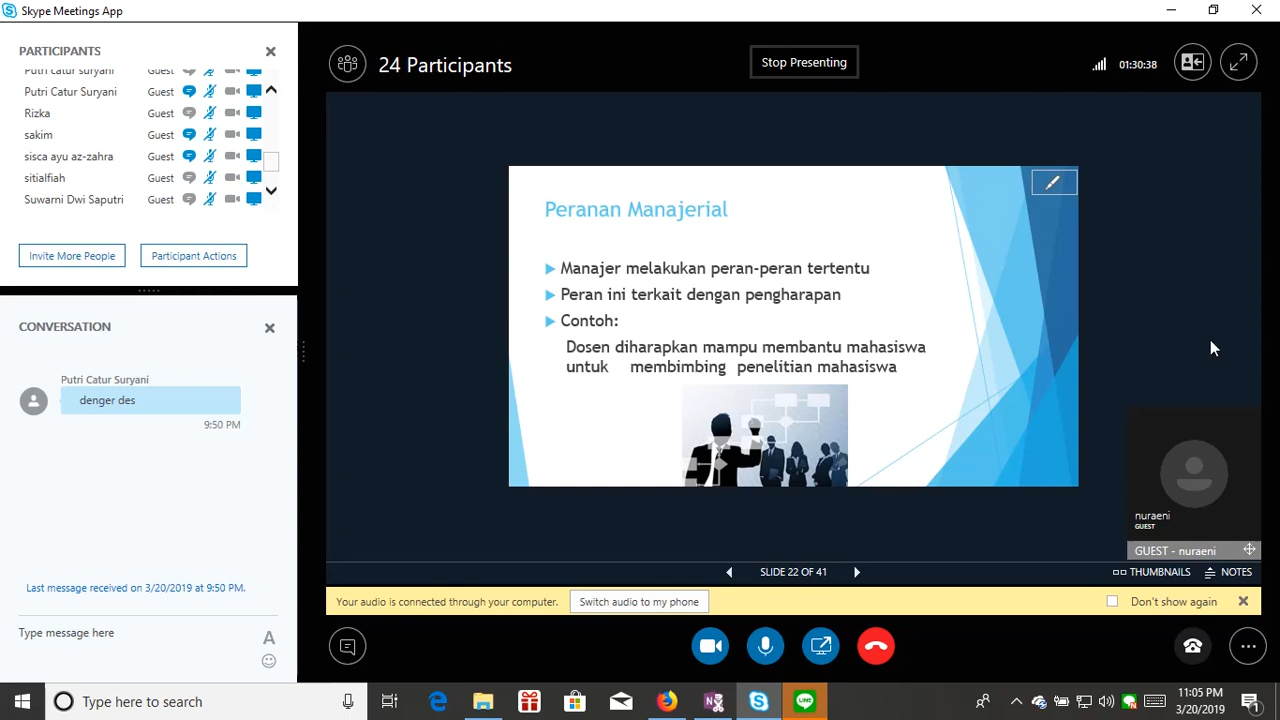 Skype Meetings App
PARTICIPANTS
Putri catur suryani Guest
Putri Catur Suryani Guest
Rizka Guest
sakim Guest
sisca ayu az-zahra Guest
sitialfiah Guest
Suwarni Dwi Saputri Guest
Invite More People
Participant Actions
CONVERSATION
Putri Catur Suryani
denger des
9:50 PM
Last message received on 3/20/2019 at 9:50 PM.
Type message here
A
24 Participants
Stop Presenting
01:30:38
Peranan Manajerial
Manajer melakukan peran-peran tertentu
Peran ini terkait dengan pengharapan
Contoh:
Dosen diharapkan mampu membantu mahasiswa
untuk membimbing penelitian mahasiswa
nuraeni
GUEST
GUEST - nuraeni
SLIDE 22 OF 41
THUMBNAILS
NOTES
Your audio is connected through your computer.
Switch audio to my phone
Don't show again
Type here to search
11:05 PM
3/20/2019
1